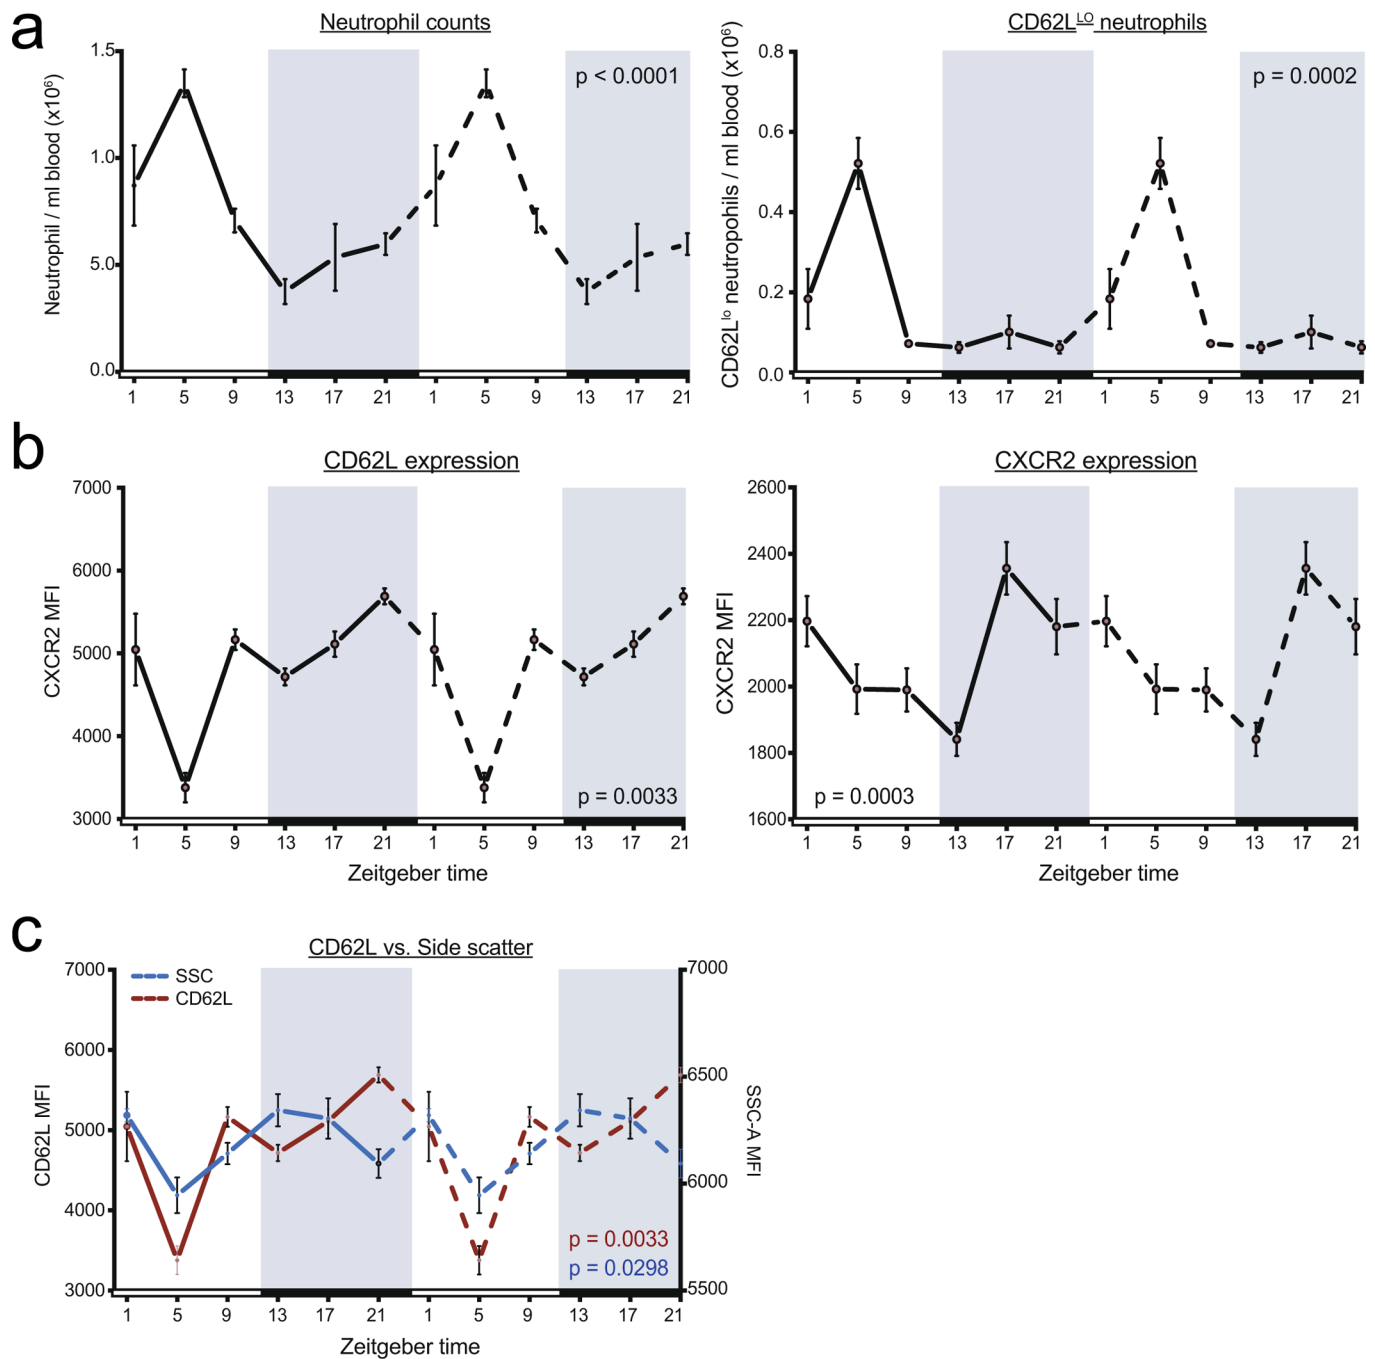 a
Neutrophil counts
Neutrophil / ml blood (x10⁶)
1.5
1.0
5.0
0.0
p < 0.0001
1 5 9 13 17 21 1 5 9 13 17 21
CD62LLO neutrophils
CD62Llo neutropohils / ml blood (x10⁶)
0.8
0.6
0.4
0.2
0.0
p = 0.0002
1 5 9 13 17 21 1 5 9 13 17 21
b
CD62L expression
CXCR2 MFI
7000
6000
5000
4000
3000
p = 0.0033
1 5 9 13 17 21 1 5 9 13 17 21
Zeitgeber time
CXCR2 expression
CXCR2 MFI
2600
2400
2200
2000
1800
1600
p = 0.0003
1 5 9 13 17 21 1 5 9 13 17 21
Zeitgeber time
c
CD62L vs. Side scatter
CD62L MFI
7000
6000
5000
4000
3000
SSC
CD62L
p = 0.0033
p = 0.0298
7000
6500
6000
5500
SSC-A MFI
1 5 9 13 17 21 1 5 9 13 17 21
Zeitgeber time